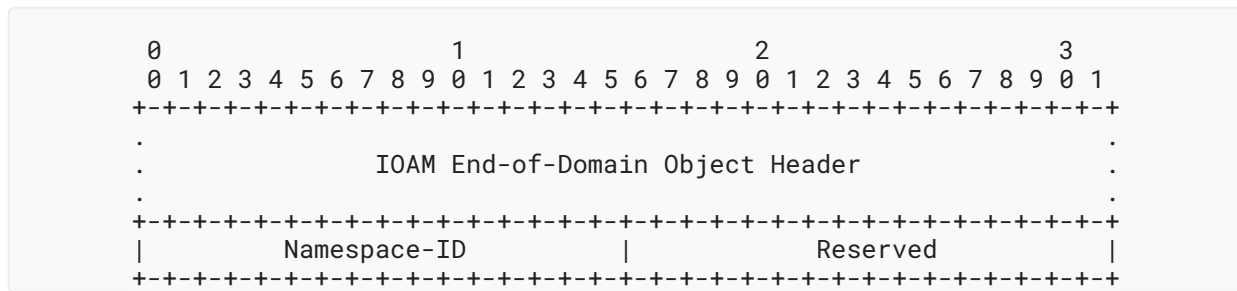 0                   1                   2                   3
 0 1 2 3 4 5 6 7 8 9 0 1 2 3 4 5 6 7 8 9 0 1 2 3 4 5 6 7 8 9 0 1
+-+-+-+-+-+-+-+-+-+-+-+-+-+-+-+-+-+-+-+-+-+-+-+-+-+-+-+-+-+-+-+-+
.                                                               .
.               IOAM End-of-Domain Object Header                .
.                                                               .
+-+-+-+-+-+-+-+-+-+-+-+-+-+-+-+-+-+-+-+-+-+-+-+-+-+-+-+-+-+-+-+-+
|         Namespace-ID          |            Reserved           |
+-+-+-+-+-+-+-+-+-+-+-+-+-+-+-+-+-+-+-+-+-+-+-+-+-+-+-+-+-+-+-+-+